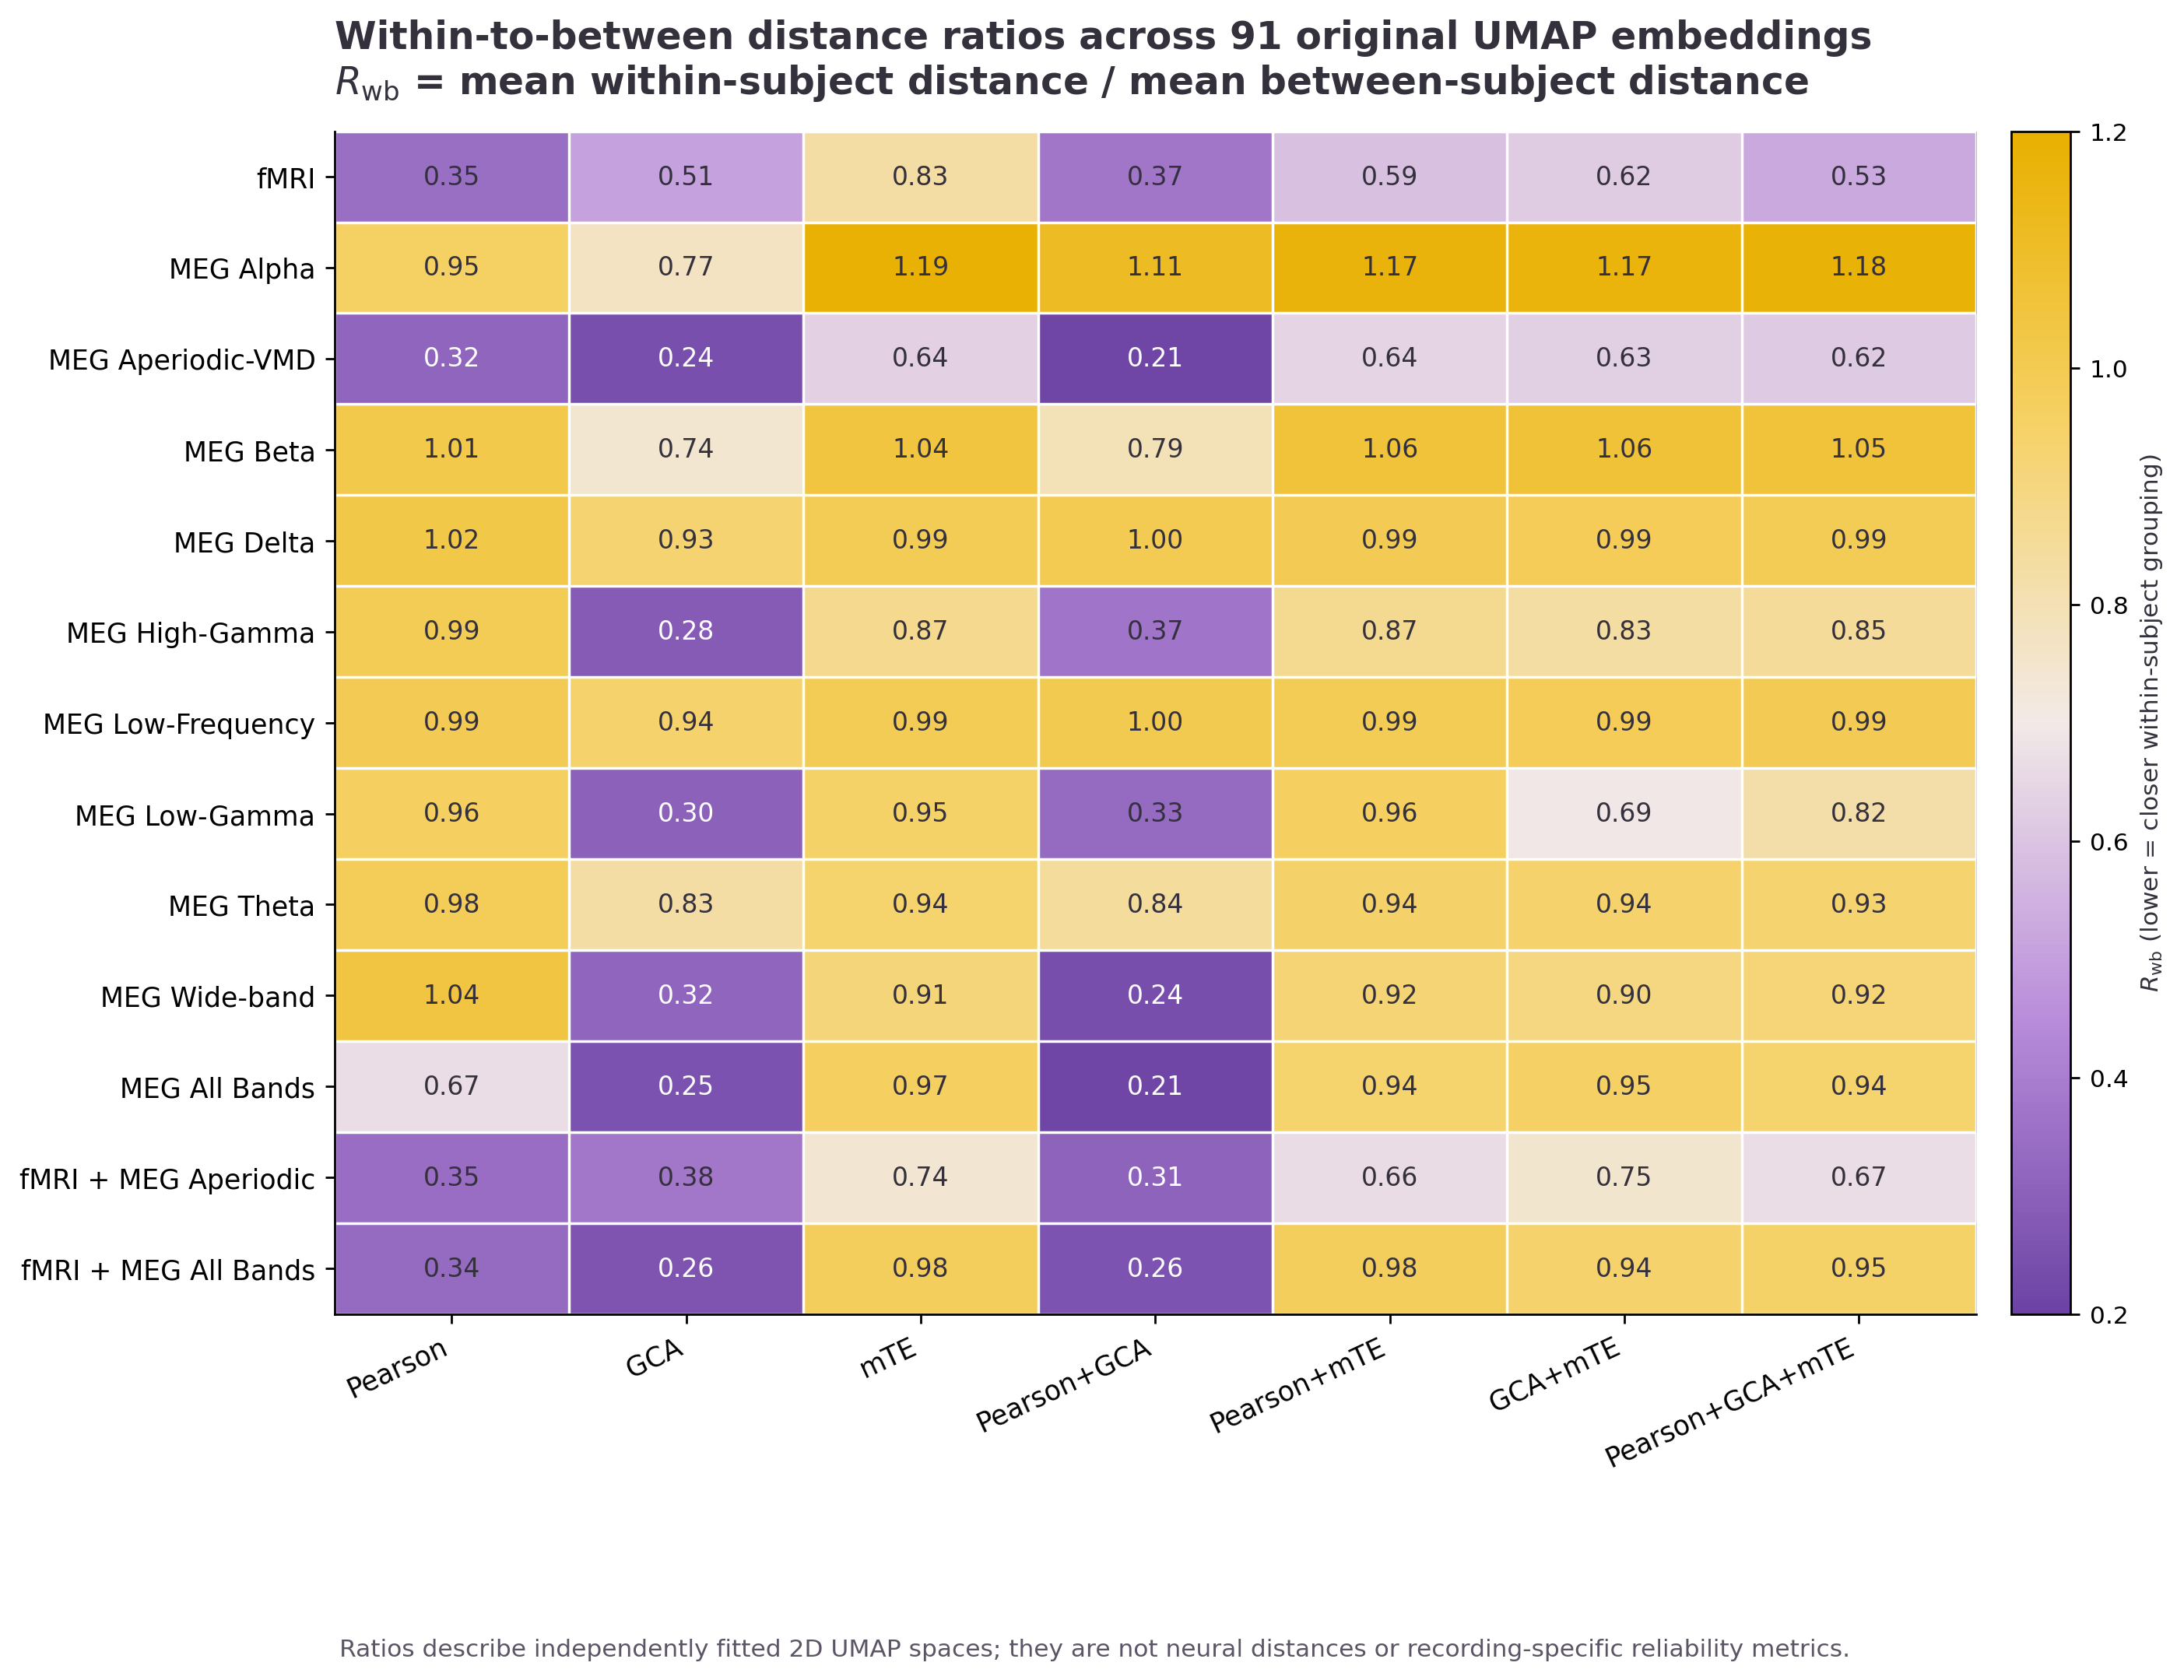 Within-to-between distance ratios across 91 original UMAP embeddings
R_wb = mean within-subject distance / mean between-subject distance
fMRI 0.35 0.51 0.83 0.37 0.59 0.62 0.53
MEG Alpha 0.95 0.77 1.19 1.11 1.17 1.17 1.18
MEG Aperiodic-VMD 0.32 0.24 0.64 0.21 0.64 0.63 0.62
MEG Beta 1.01 0.74 1.04 0.79 1.06 1.06 1.05
MEG Delta 1.02 0.93 0.99 1.00 0.99 0.99 0.99
MEG High-Gamma 0.99 0.28 0.87 0.37 0.87 0.83 0.85
MEG Low-Frequency 0.99 0.94 0.99 1.00 0.99 0.99 0.99
MEG Low-Gamma 0.96 0.30 0.95 0.33 0.96 0.69 0.82
MEG Theta 0.98 0.83 0.94 0.84 0.94 0.94 0.93
MEG Wide-band 1.04 0.32 0.91 0.24 0.92 0.90 0.92
MEG All Bands 0.67 0.25 0.97 0.21 0.94 0.95 0.94
fMRI + MEG Aperiodic 0.35 0.38 0.74 0.31 0.66 0.75 0.67
fMRI + MEG All Bands 0.34 0.26 0.98 0.26 0.98 0.94 0.95
Pearson GCA mTE Pearson+GCA Pearson+mTE GCA+mTE Pearson+GCA+mTE
1.2
1.0
0.8
0.6
0.4
0.2
R_wb (lower = closer within-subject grouping)
Ratios describe independently fitted 2D UMAP spaces; they are not neural distances or recording-specific reliability metrics.